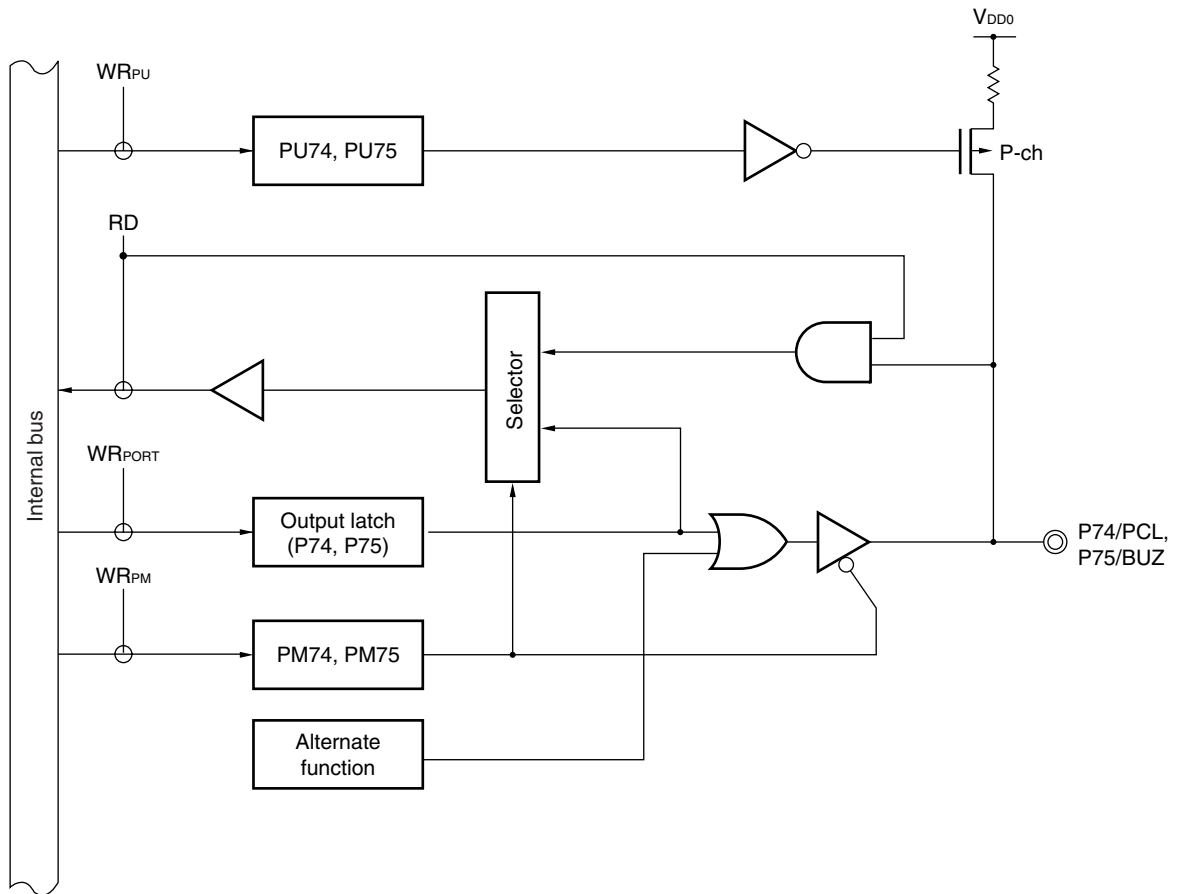 VDD0
WRPU
PU74, PU75
P-ch
RD
Selector
Internal bus
WRPORT
Output latch
(P74, P75)
P74/PCL,
P75/BUZ
WRPM
PM74, PM75
Alternate
function